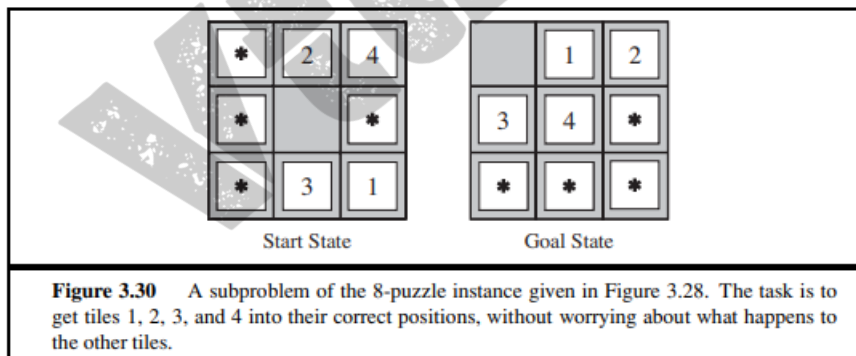 * 2 4 1 2
* * 3 4 *
* 3 1 * * *
Start State Goal State
Figure 3.30 A subproblem of the 8-puzzle instance given in Figure 3.28. The task is to
get tiles 1, 2, 3, and 4 into their correct positions, without worrying about what happens to
the other tiles.